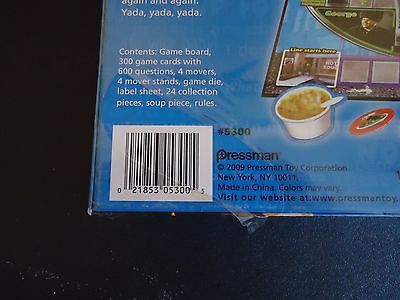 again and again.
Yada, yada, yada.
Contents: Game board,
300 game cards with
600 questions, 4 movers,
4 mover stands, game die,
label sheet, 24 collection
pieces, soup piece, rules.
George
Line starts here
#5300
Pressman
© 2009 Pressman Toy Corporation
New York, NY 10011.
Made in China. Colors may vary.
Visit our website at:www.pressmantoy.
0 21853 05300 5